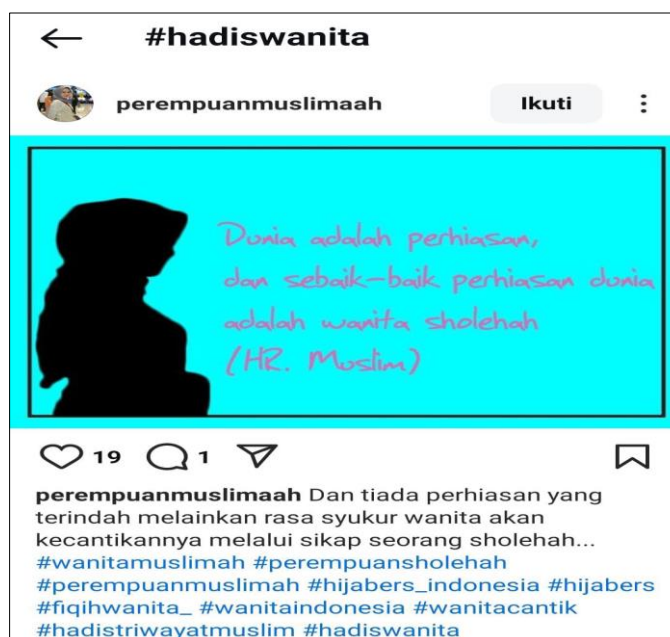 #hadiswanita
perempuanmuslimaah
Ikuti
Dunia adalah perhiasan,
dan sebaik-baik perhiasan dunia
adalah wanita sholehah
(HR. Muslim)
19 1
perempuanmuslimaah Dan tiada perhiasan yang
terindah melainkan rasa syukur wanita akan
kecantikannya melalui sikap seorang sholehah...
#wanitamuslimah #perempuansholehah
#perempuanmuslimah #hijabers_indonesia #hijabers
#fiqihwanita_ #wanitaindonesia #wanitacantik
#hadistriwayatmuslim #hadiswanita